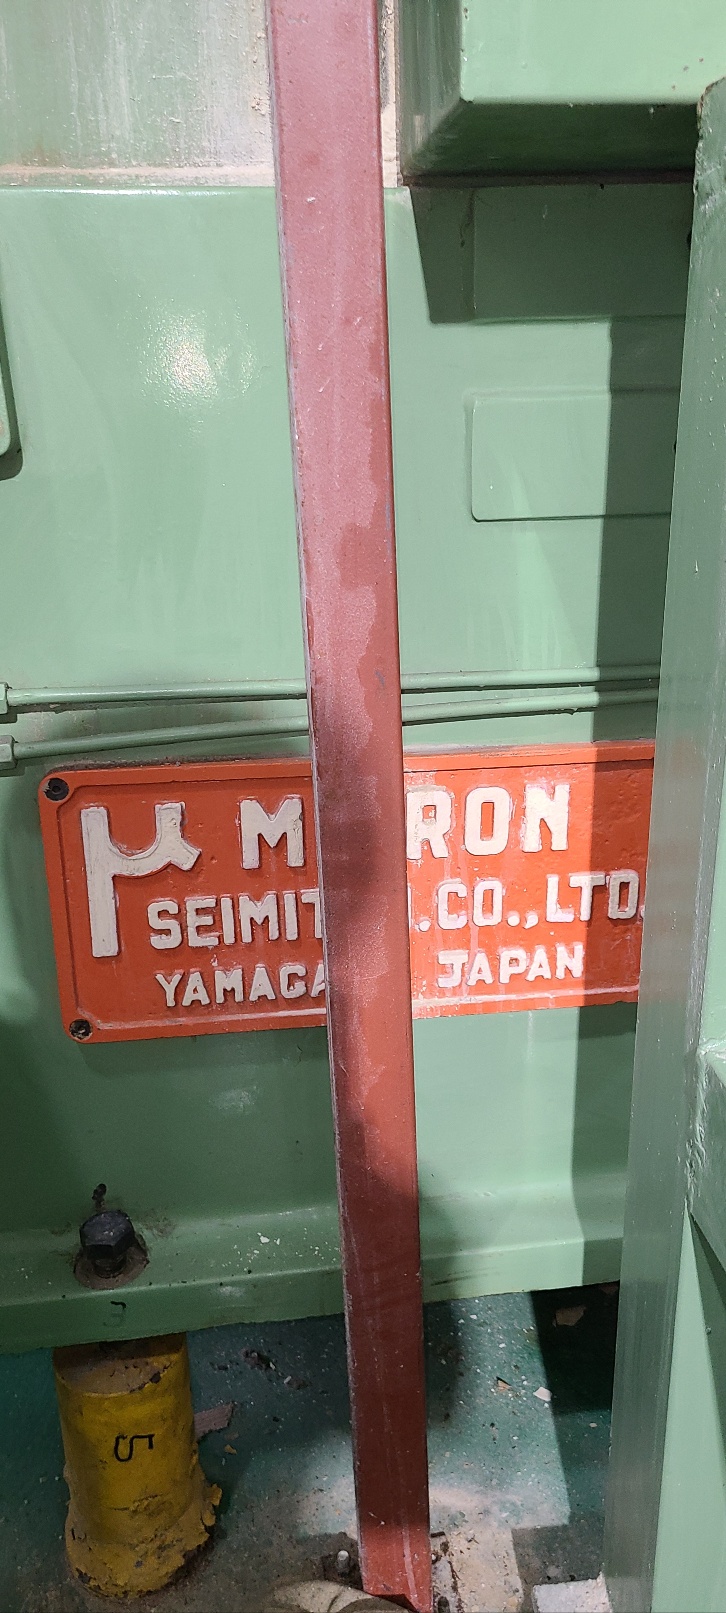 μ M RON
SEIMIT .CO.,LTD.
YAMAGA JAPAN
5